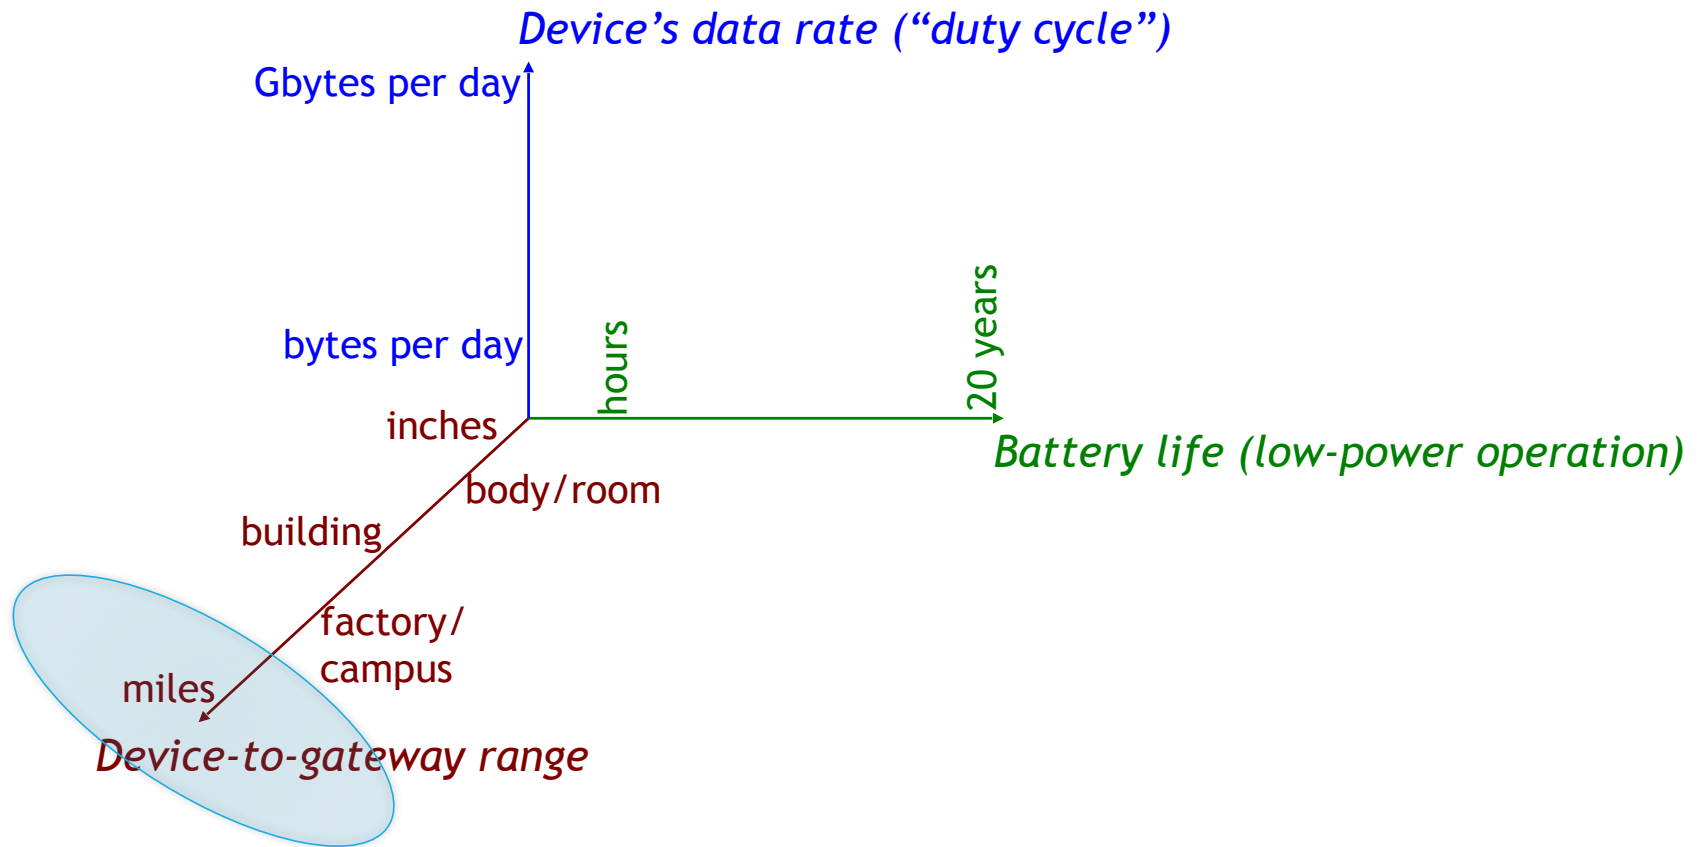 Device’s data rate (“duty cycle”)
Gbytes per day
bytes per day
hours
20 years
inches
Battery life (low-power operation)
body/room
building
factory/
campus
miles
Device-to-gateway range